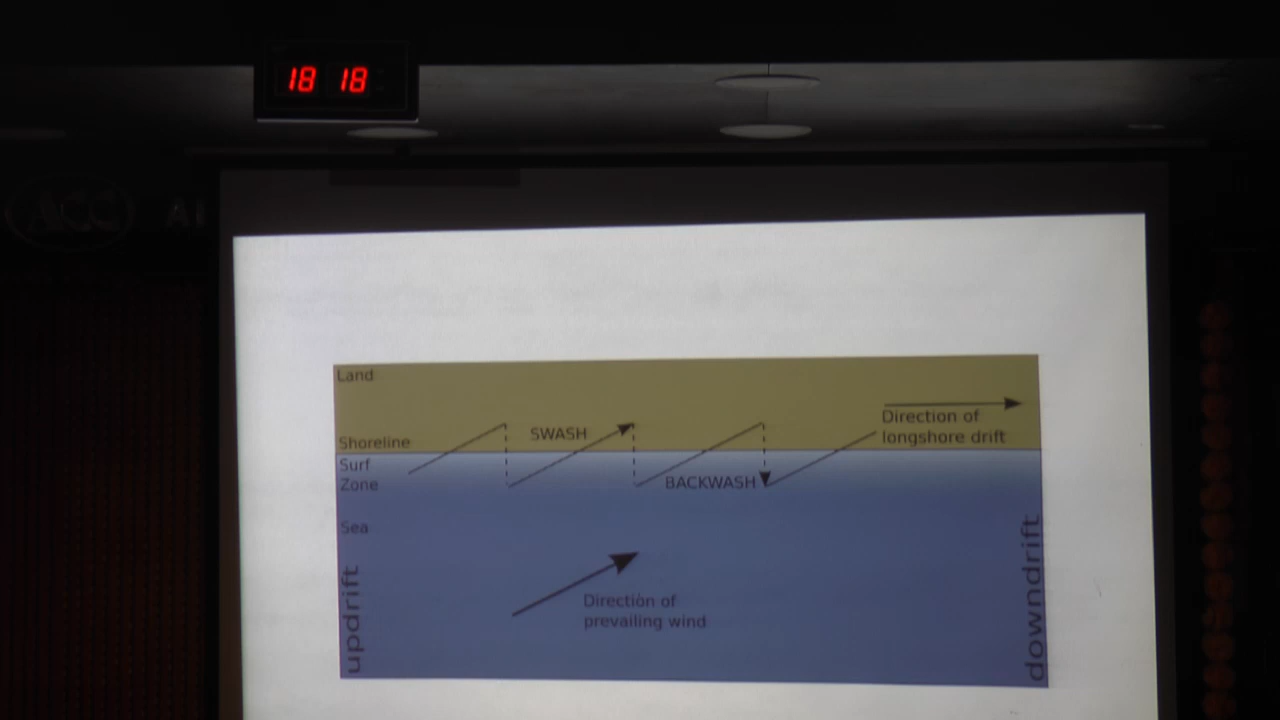 18 18
ACC
Land
Shoreline
SWASH
Direction of
longshore drift
Surf
Zone
BACKWASH
Sea
Direction of
prevailing wind
updrift
downdrift